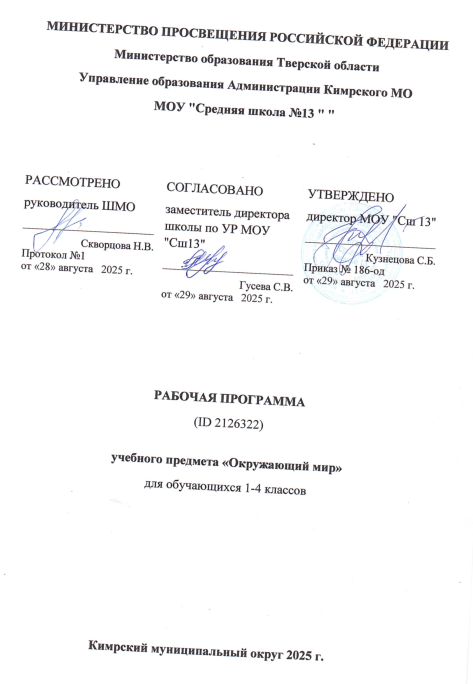 МИНИСТЕРСТВО ПРОСВЕЩЕНИЯ РОССИЙСКОЙ ФЕДЕРАЦИИ
Министерство образования Тверской области
Управление образования Администрации Кимрского МО
МОУ "Средняя школа №13 " "
РАССМОТРЕНО
руководитель ШМО
Скворцова Н.В.
Протокол №1
от «28» августа 2025 г.
СОГЛАСОВАНО
заместитель директора
школы по УР МОУ
"Сш13"
Гусева С.В.
от «29» августа 2025 г.
УТВЕРЖДЕНО
директор МОУ "Сш 13"
Кузнецова С.Б.
Приказ № 186-од
от «29» августа 2025 г.
РАБОЧАЯ ПРОГРАММА
(ID 2126322)
учебного предмета «Окружающий мир»
для обучающихся 1-4 классов
Кимрский муниципальный округ 2025 г.